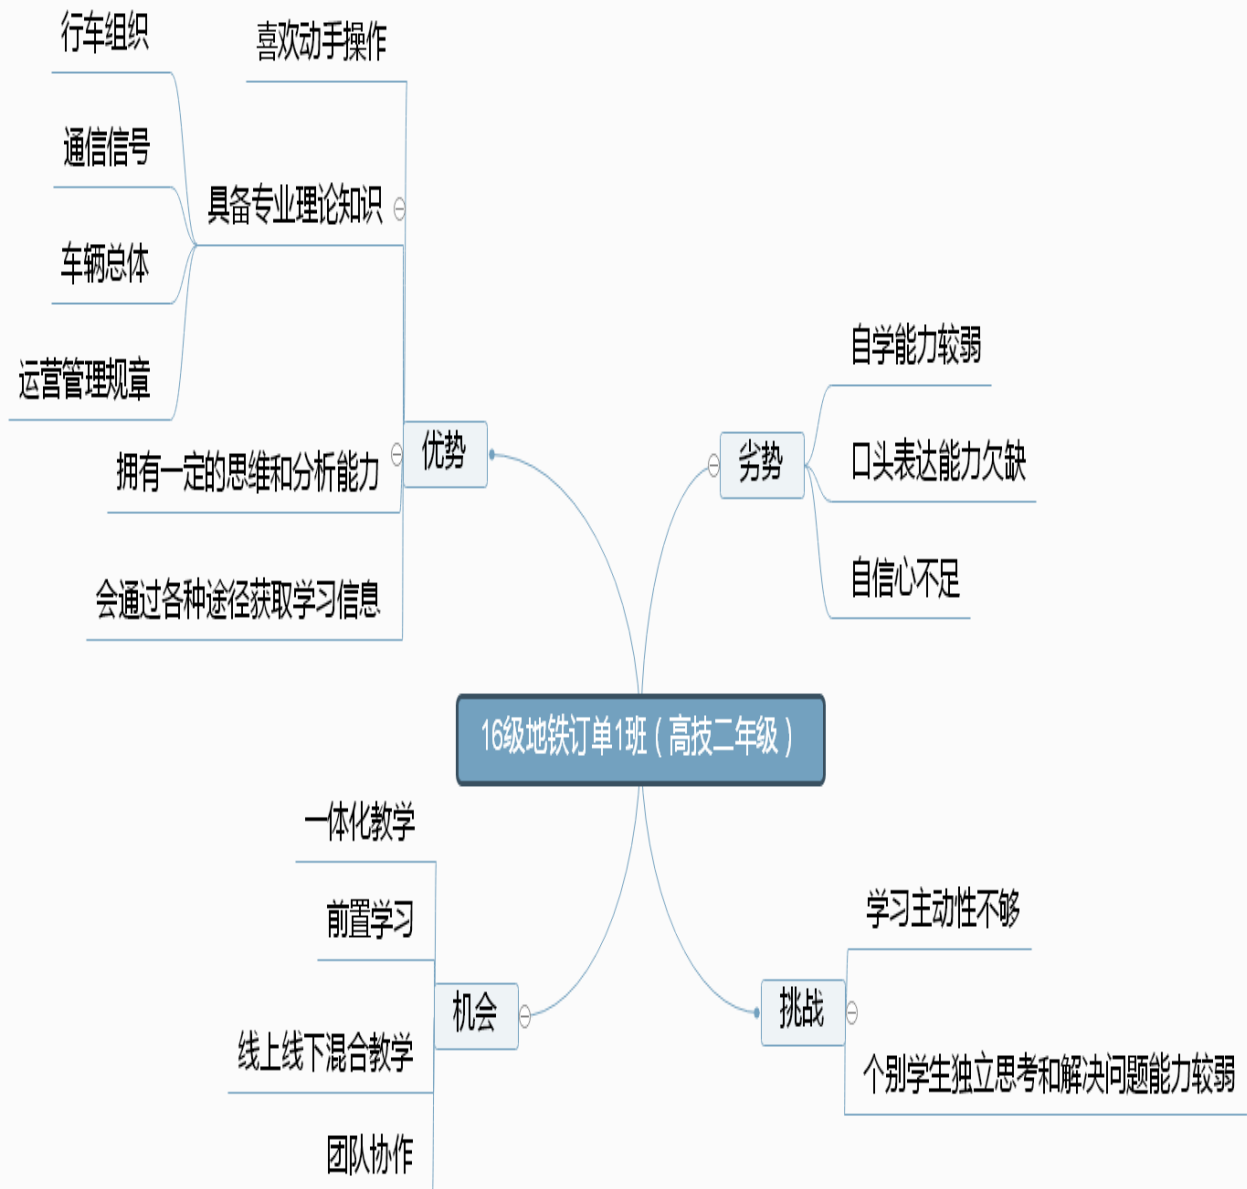 行车组织
喜欢动手操作
通信信号
具备专业理论知识
车辆总体
运营管理规章
拥有一定的思维和分析能力
会通过各种途径获取学习信息
优势
劣势
自学能力较弱
口头表达能力欠缺
自信心不足
16级地铁订单1班（高技二年级）
一体化教学
前置学习
线上线下混合教学
团队协作
机会
挑战
学习主动性不够
个别学生独立思考和解决问题能力较弱